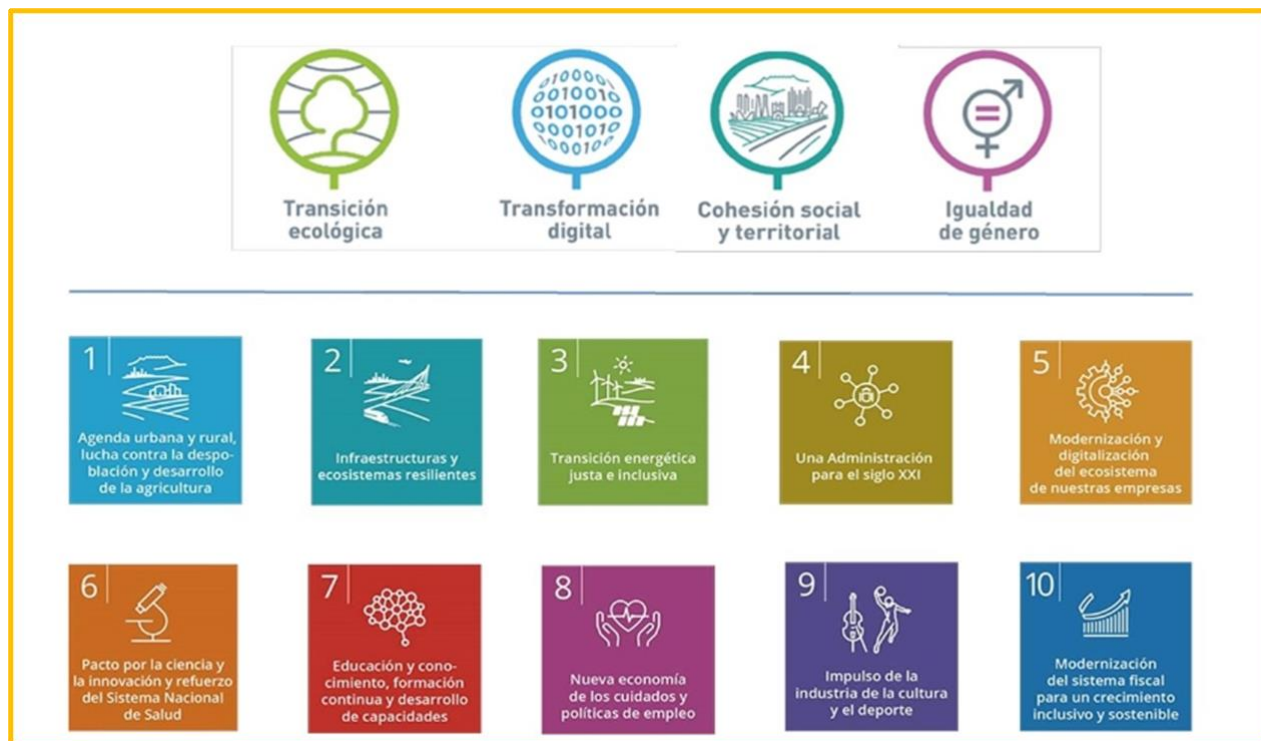 10000
001001
101000
000101
00010
Transición
ecológica
Transformación
digital
Cohesión social
y territorial
Igualdad
de género
1
Agenda urbana y rural,
lucha contra la despo-
blación y desarrollo
de la agricultura
2
Infraestructuras y
ecosistemas resilientes
3
Transición energética
justa e inclusiva
4
Una Administración
para el siglo XXI
5
Modernización y
digitalización
del ecosistema
de nuestras empresas
6
Pacto por la ciencia y
la innovación y refuerzo
del Sistema Nacional
de Salud
7
Educación y cono-
cimiento, formación
continua y desarrollo
de capacidades
8
Nueva economía
de los cuidados y
políticas de empleo
9
Impulso de la
industria de la cultura
y el deporte
10
Modernización
del sistema fiscal
para un crecimiento
inclusivo y sostenible